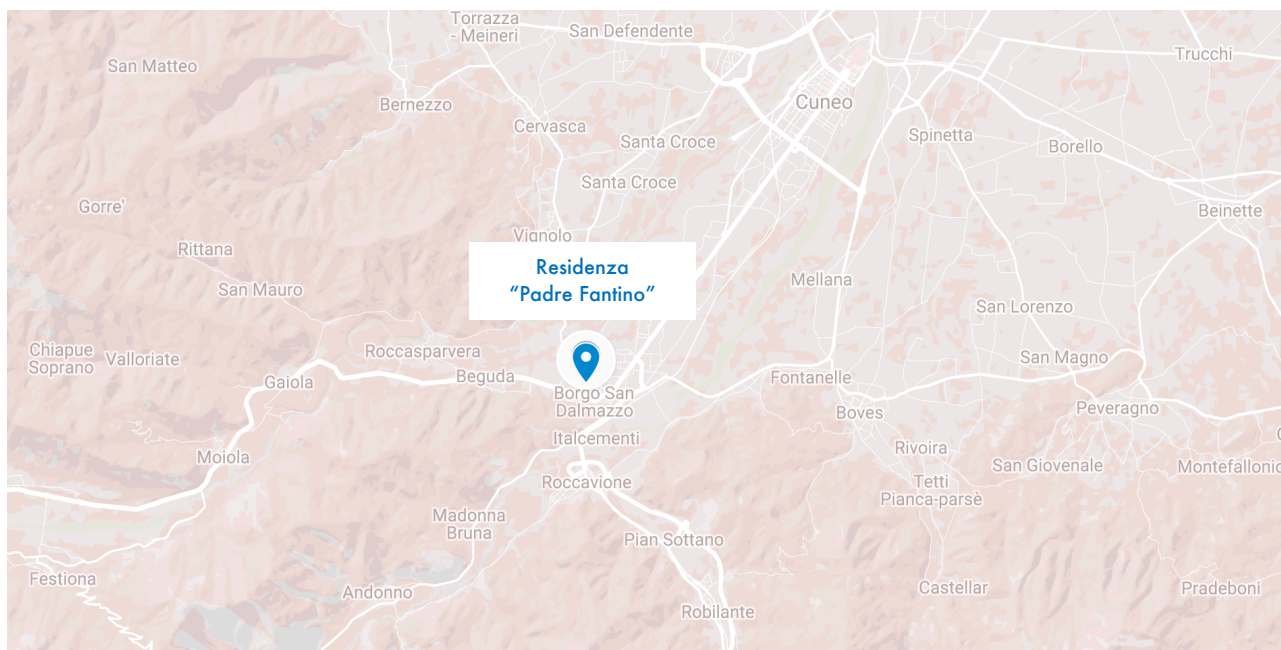 Torrazza
- Meineri
San Defendente
Trucchi
San Matteo
Bernezzo
Cuneo
Cervasca
Santa Croce
Spinetta
Borello
Santa Croce
Gorre'
Beinette
Vignolo
Rittana
Residenza
“Padre Fantino”
Mellana
San Mauro
San Lorenzo
Chiapue
Soprano
Valloriate
Roccasparvera
San Magno
Gaiola
Beguda
Fontanelle
Borgo San
Dalmazzo
Boves
Peveragno
Italcementi
Rivoira
Moiola
San Giovenale
Montefallonio
Roccavione
Tetti
Pianca-parsè
Madonna
Bruna
Pian Sottano
Festiona
Andonno
Castellar
Pradeboni
Robilante